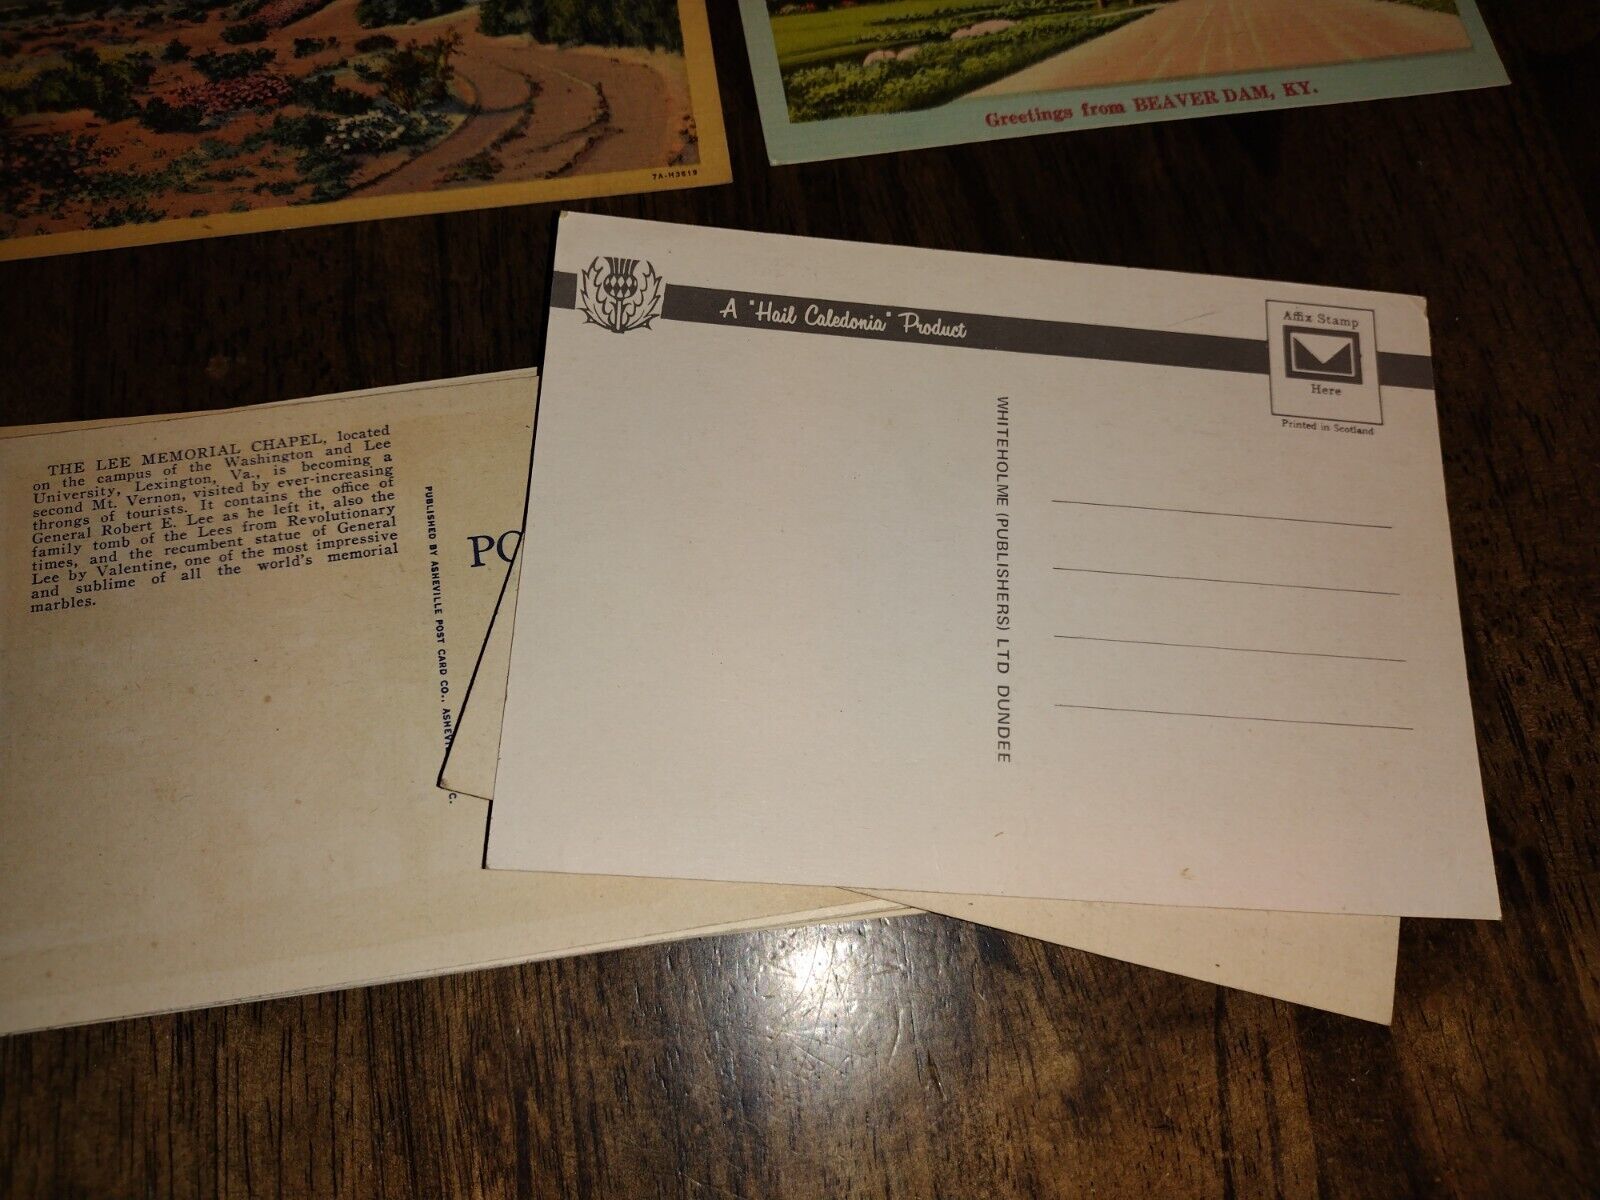 7A-H3619
Greetings from BEAVER DAM, KY.
A "Hail Caledonia" Product
Affix Stamp
Here
Printed in Scotland
WHITEHOLME (PUBLISHERS) LTD DUNDEE
THE LEE MEMORIAL CHAPEL, located
on the campus of the Washington and Lee
University, Lexington, Va., is becoming a
second Mt. Vernon, visited by ever-increasing
throngs of tourists. It contains the office of
General Robert E. Lee as he left it, also the
family tomb of the Lees from Revolutionary
times, and the recumbent statue of General
Lee by Valentine, one of the most impressive
and sublime of all the world's memorial
marbles.
PUBLISHED BY ASHEVILLE POST CARD CO., ASHEVI
C.
PO